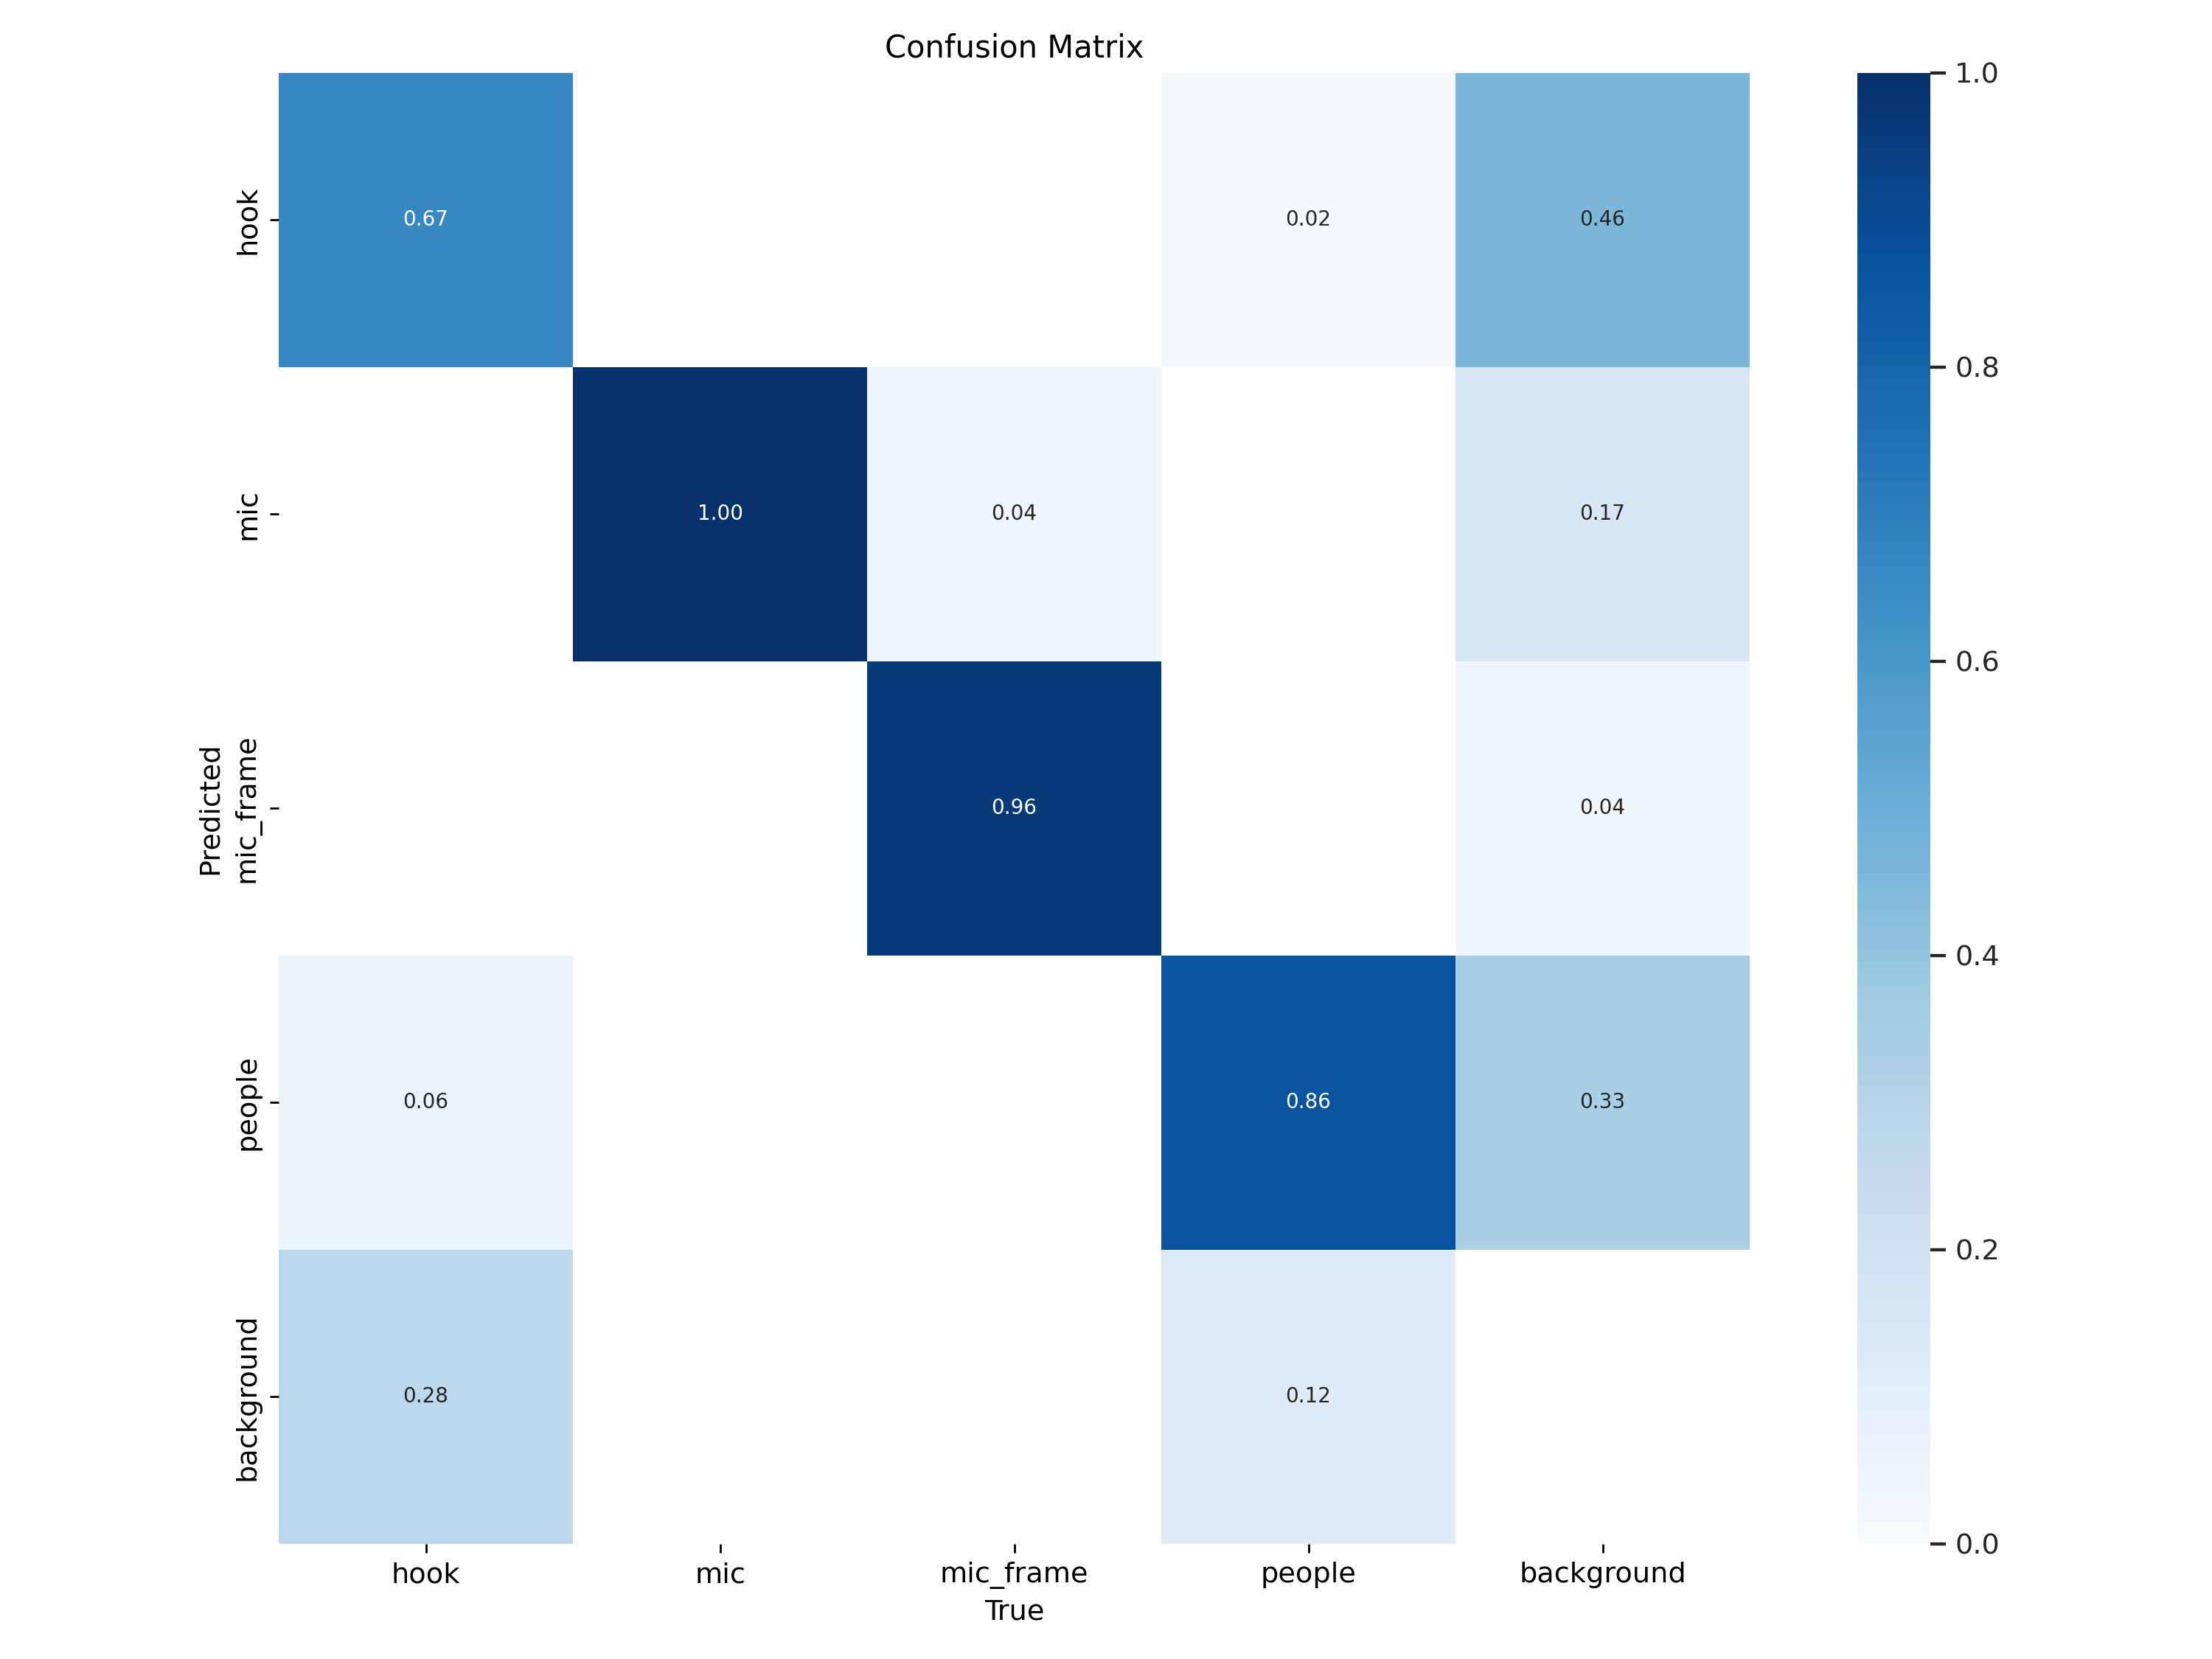 Confusion Matrix
hook
0.67
0.02
0.46
mic
1.00
0.04
0.17
Predicted
mic_frame
0.96
0.04
people
0.06
0.86
0.33
background
0.28
0.12
hook
mic
mic_frame
people
background
True
1.0
0.8
0.6
0.4
0.2
0.0